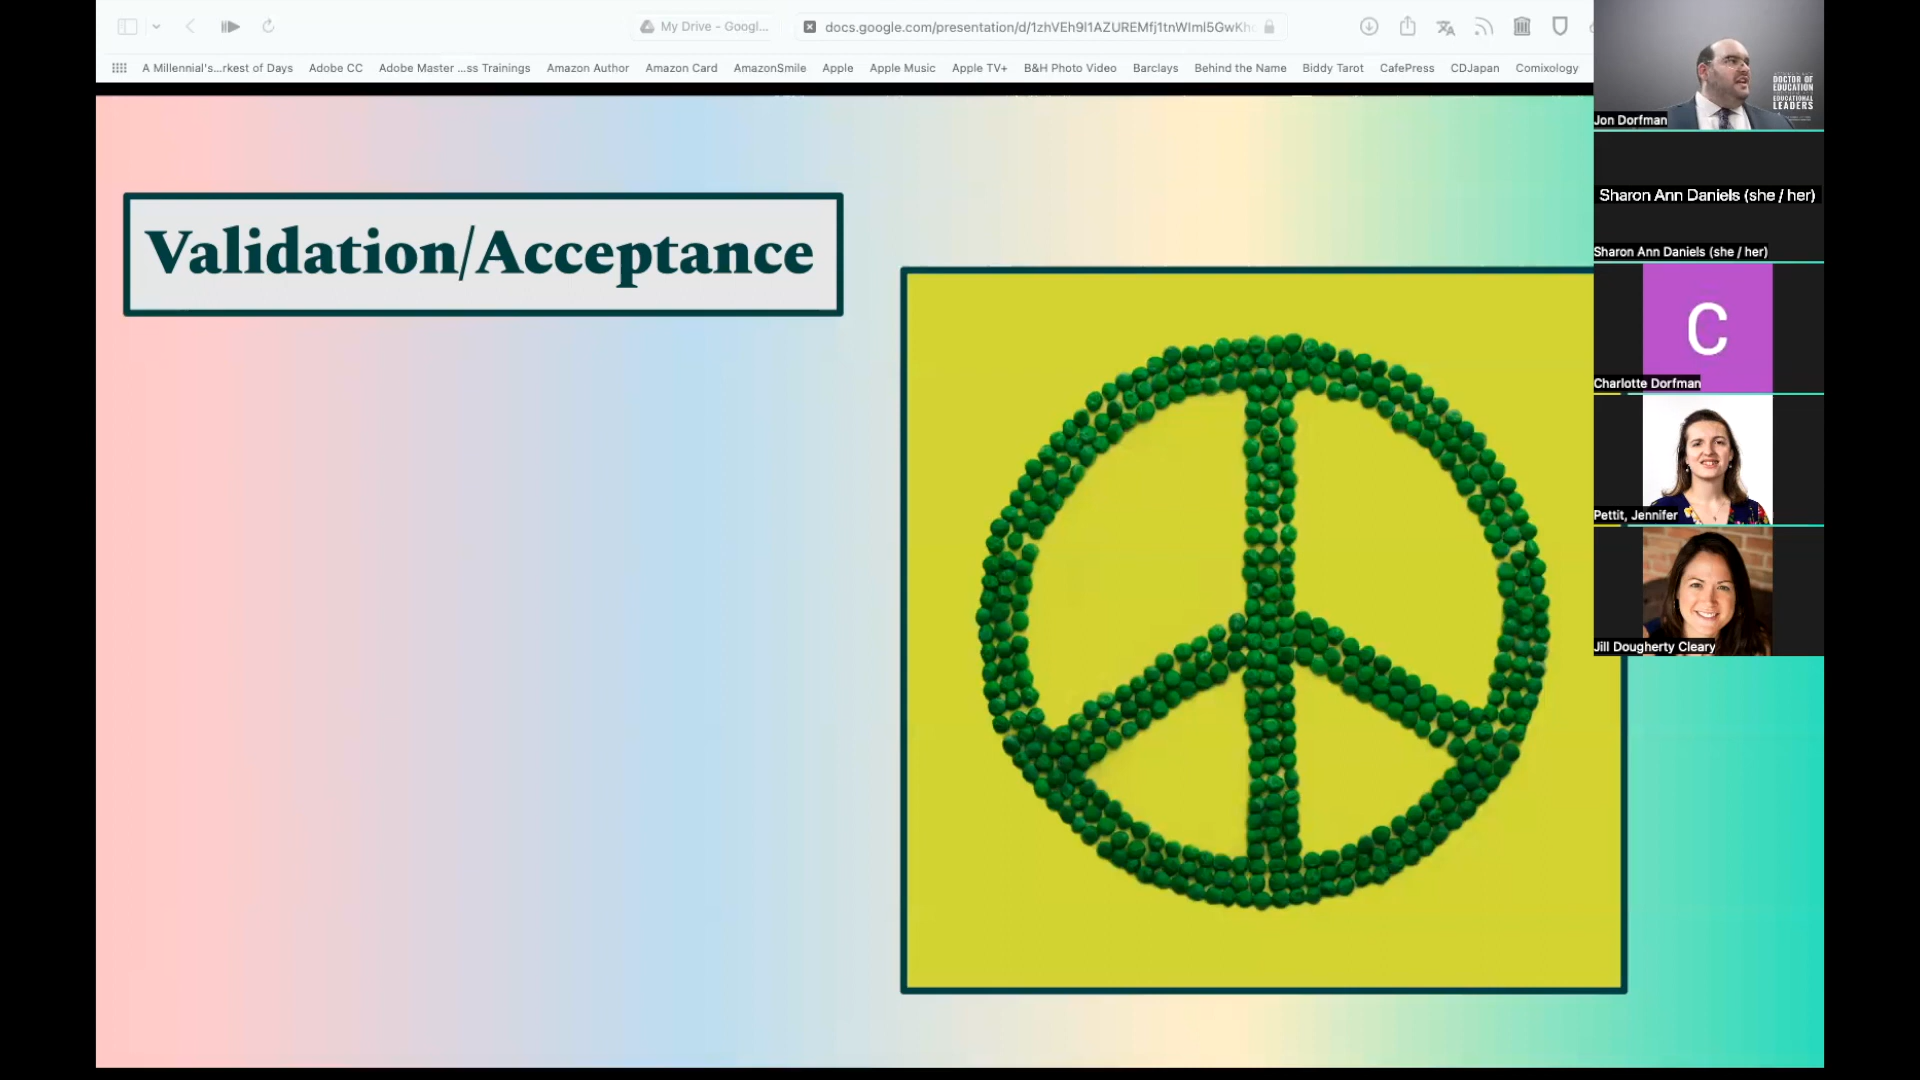 My Drive - Googl...
docs.google.com/presentation/d/1zhVEh9l1AZUREMfj1tnWIml5GwKh
A Millennial's...rkest of Days Adobe CC Adobe Master ...ss Trainings Amazon Author Amazon Card AmazonSmile Apple Apple Music Apple TV+ B&H Photo Video Barclays Behind the Name Biddy Tarot CafePress CDJapan Comixology
Validation/Acceptance
DOCTOR OF
EDUCATION
EDUCATIONAL
LEADERS
Jon Dorfman
Sharon Ann Daniels (she / her)
Sharon Ann Daniels (she / her)
C
Charlotte Dorfman
Pettit, Jennifer
Jill Dougherty Cleary